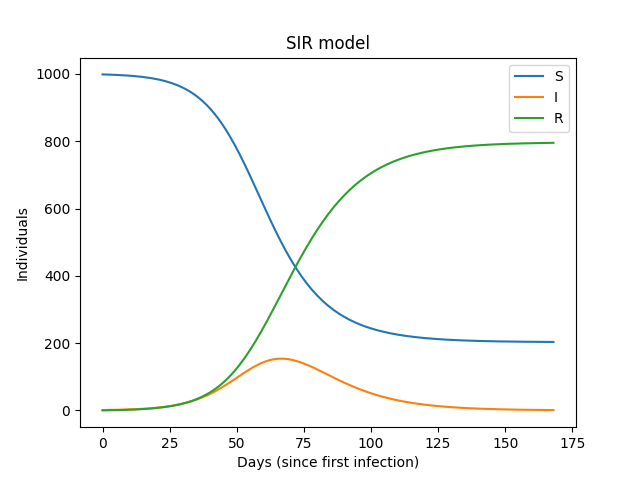 SIR model
S
I
R
Individuals
1000
800
600
400
200
0
0 25 50 75 100 125 150 175
Days (since first infection)